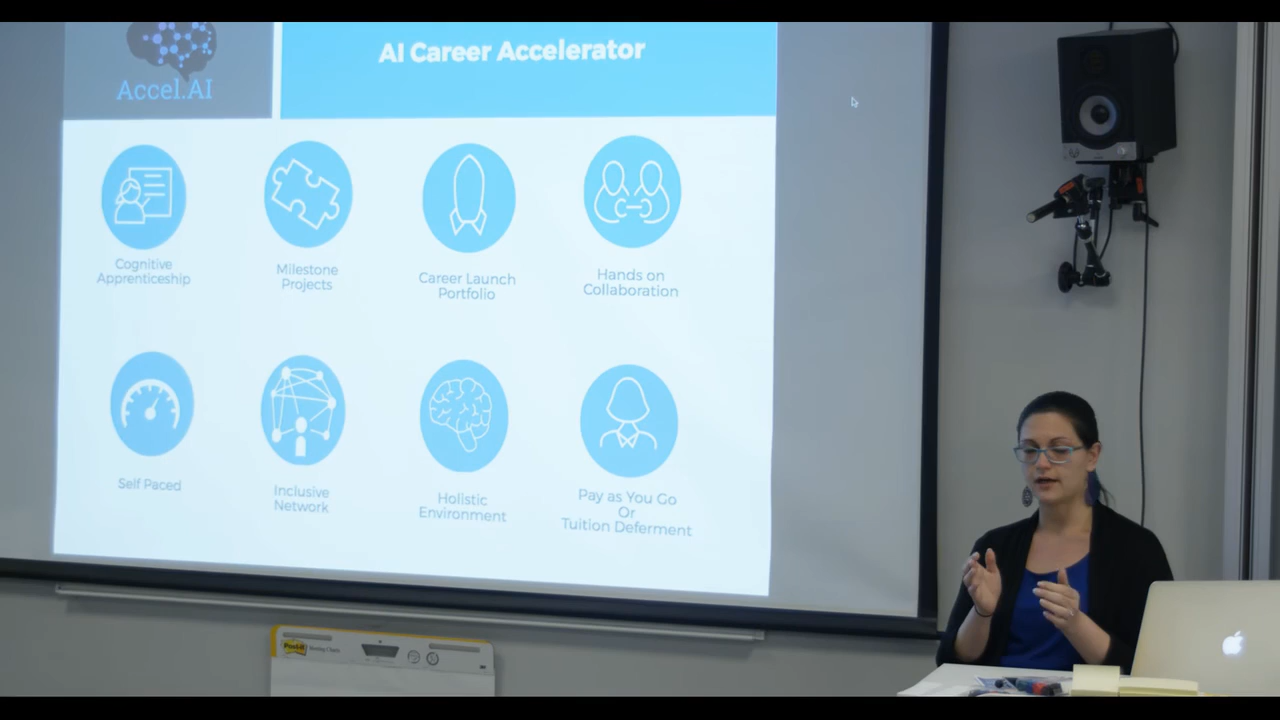 Accel.AI
AI Career Accelerator
Cognitive
Apprenticeship
Milestone
Projects
Career Launch
Portfolio
Hands on
Collaboration
Self Paced
Inclusive
Network
Holistic
Environment
Pay as You Go
Or
Tuition Deferment
Post-it